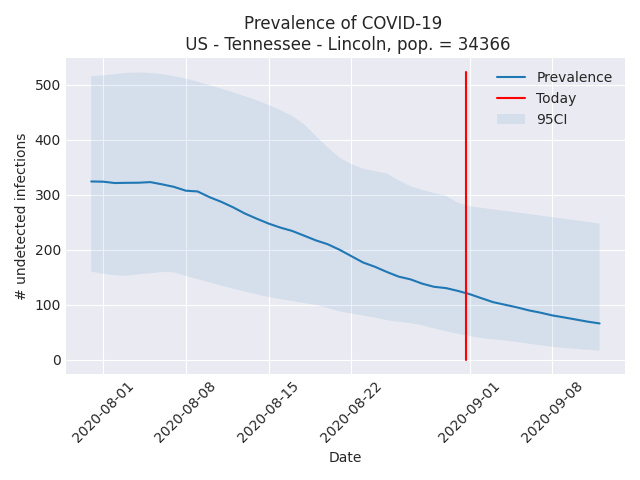 Prevalence of COVID-19
US - Tennessee - Lincoln, pop. = 34366
Prevalence
Today
95CI
500
400
300
200
100
0
# undetected infections
2020-08-01
2020-08-08
2020-08-15
2020-08-22
2020-09-01
2020-09-08
Date